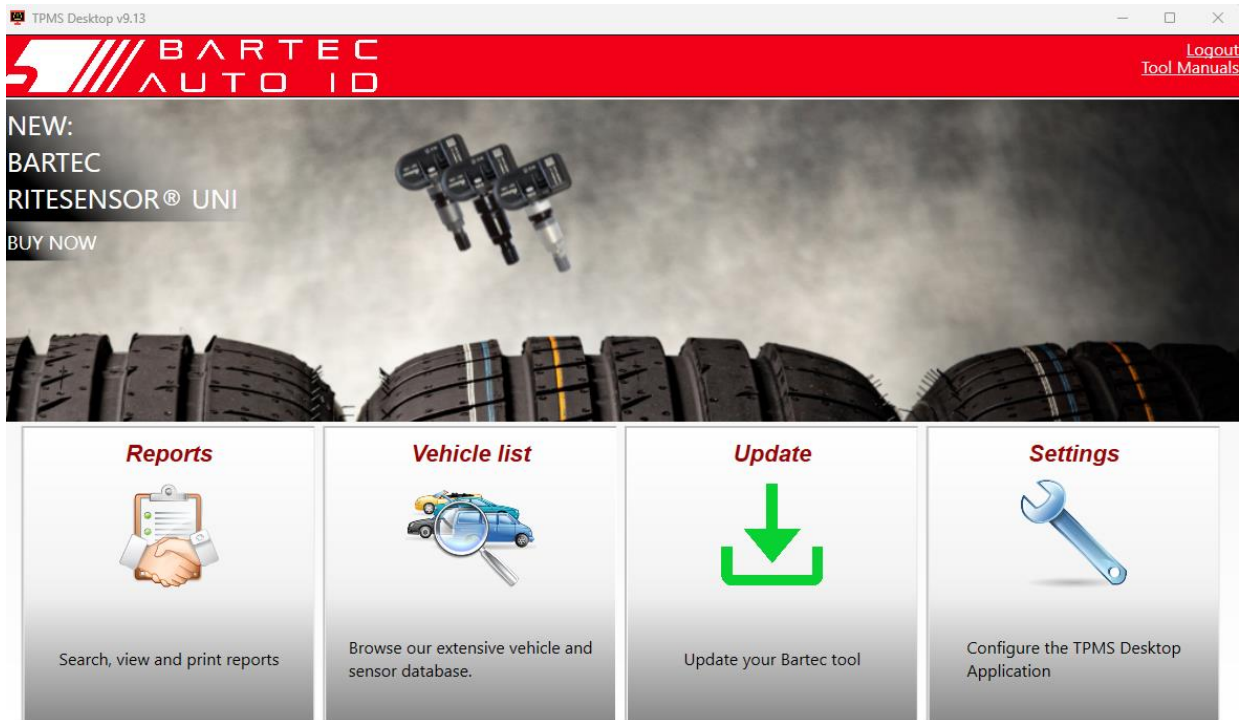 TPMS Desktop v9.13
BARTEC
AUTO ID
Logout
Tool Manuals
NEW:
BARTEC
RITESENSOR® UNI
BUY NOW
Reports
Vehicle list
Update
Settings
Search, view and print reports
Browse our extensive vehicle and
sensor database.
Update your Bartec tool
Configure the TPMS Desktop
Application